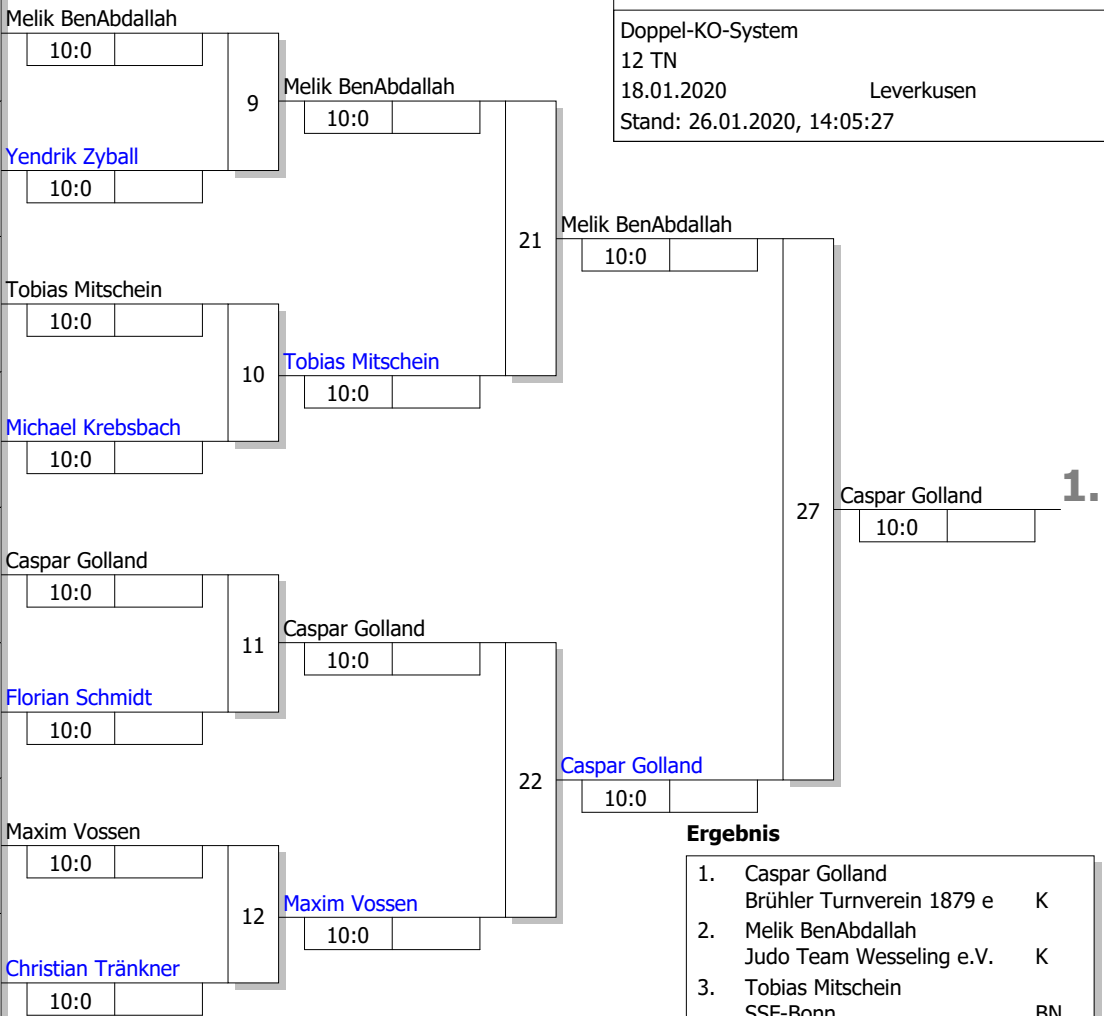 Melik BenAbdallah
10:0
9
Yendrik Zyball
10:0
Melik BenAbdallah
10:0
21
Tobias Mitschein
10:0
10
Michael Krebsbach
10:0
Tobias Mitschein
10:0
Melik BenAbdallah
10:0
27
Caspar Golland
10:0
11
Florian Schmidt
10:0
Caspar Golland
10:0
22
Maxim Vossen
10:0
12
Christian Tränkner
10:0
Maxim Vossen
10:0
Caspar Golland
10:0
Caspar Golland
10:0
1.
Doppel-KO-System
12 TN
18.01.2020 Leverkusen
Stand: 26.01.2020, 14:05:27
Ergebnis
1. Caspar Golland
Brühler Turnverein 1879 e K
2. Melik BenAbdallah
Judo Team Wesseling e.V. K
3. Tobias Mitschein
SSF-Bonn BN